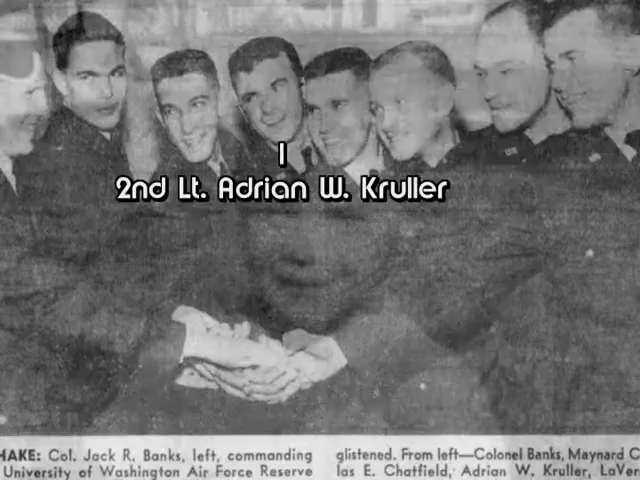 I
2nd Lt. Adrian W. Kruller
HAKE: Col. Jack R. Banks, left, commanding
University of Washington Air Force Reserve
glistened. From left—Colonel Banks, Maynard C
las E. Chatfield, Adrian W. Kruller, LaVer